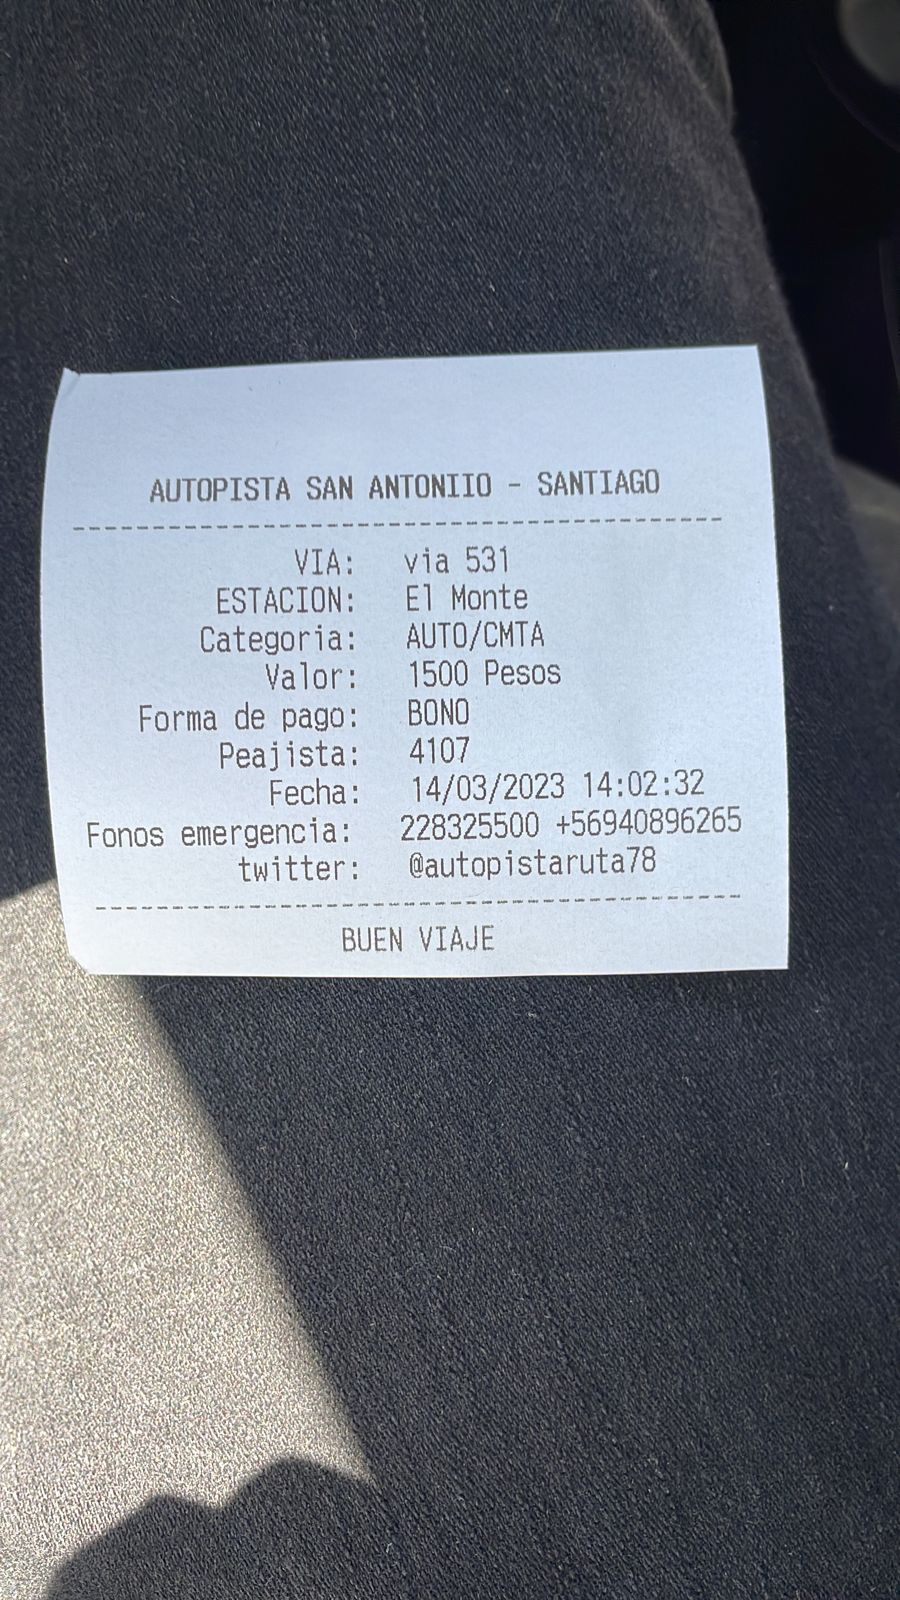 AUTOPISTA SAN ANTONIIO - SANTIAGO
VIA: via 531
ESTACION: El Monte
Categoria: AUTO/CMTA
Valor: 1500 Pesos
Forma de pago: BONO
Peajista: 4107
Fecha: 14/03/2023 14:02:32
Fonos emergencia: 228325500 +56940896265
twitter: @autopistaruta78
BUEN VIAJE